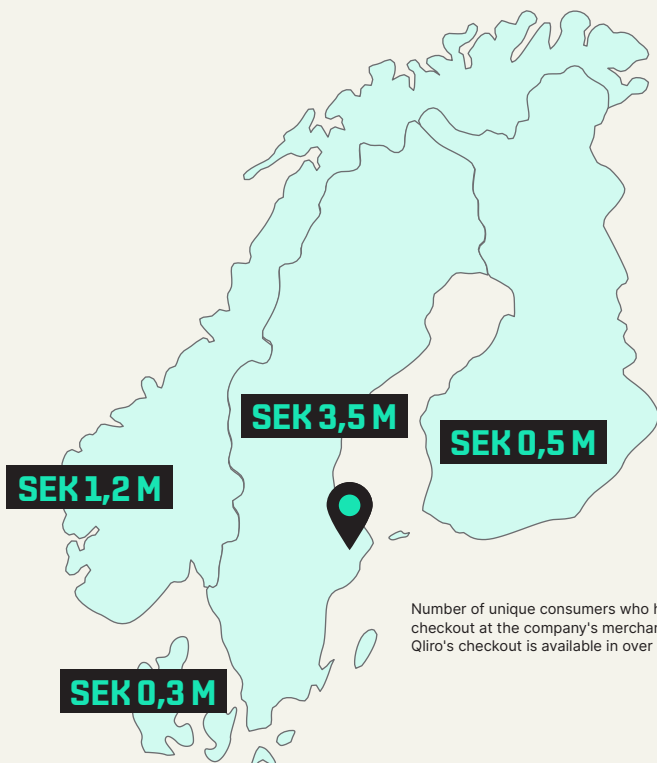 SEK 3,5 M
SEK 0,5 M
SEK 1,2 M
Number of unique consumers who
checkout at the company's
Qliro's checkout is available in over
SEK 0,3 M